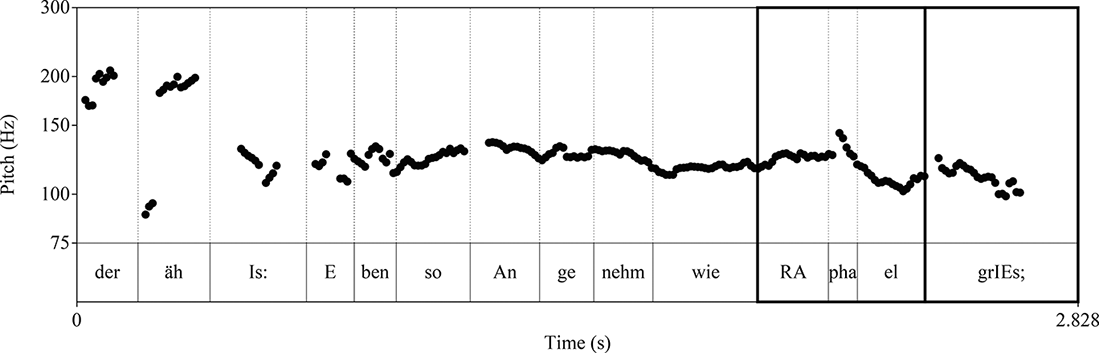 300
200
150
100
75
Pitch (Hz)
der äh Is: E ben so An ge nehm wie RA pha el grIEs;
0 2.828
Time (s)